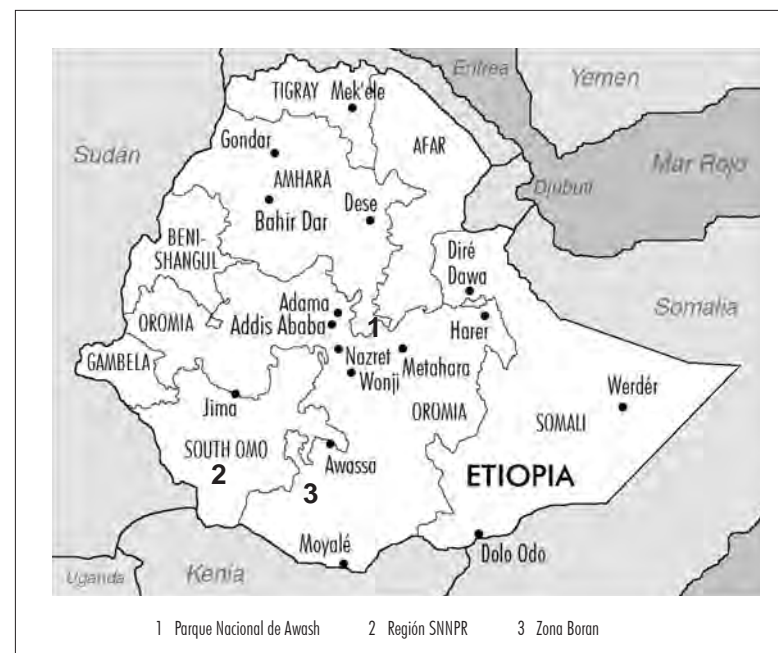 Eritrea
Yemen
TIGRAY Mek'ele
Sudán
Gondar
AFAR
Mar Rojo
AMHARA
Djibuti
Bahir Dar
Dese
BENI-
SHANGUL
Diré
Dawa
Adama
Somalia
OROMIA
Addis Ababa
1
Harer
GAMBELA
Nazret
Metahara
Wonji
Jima
OROMIA
Werdér
SOMALI
SOUTH OMO
Awassa
2
ETIOPIA
3
Moyalé
Dolo Odo
Uganda
Kenía
1 Parque Nacional de Awash 2 Región SNNPR 3 Zona Boran